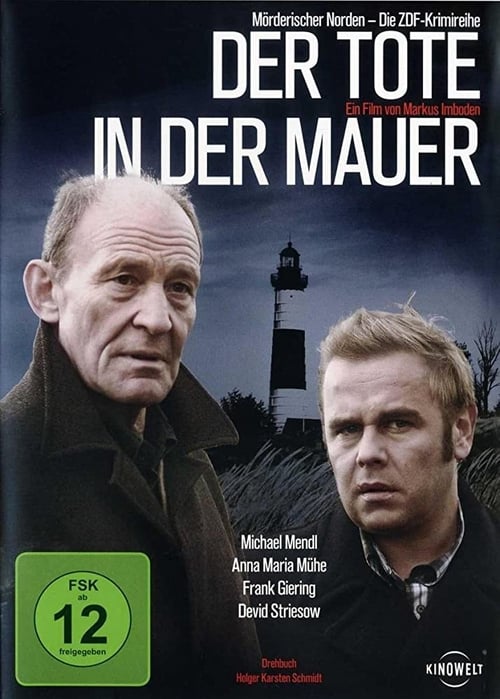 Mörderischer Norden – Die ZDF-Krimireihe
DER TOTE
Ein Film von Markus Imboden
IN DER MAUER
Michael Mendl
Anna Maria Mühe
Frank Giering
Devid Striesow
FSK
ab
12
freigegeben
Drehbuch
Holger Karsten Schmidt
KINOWELT